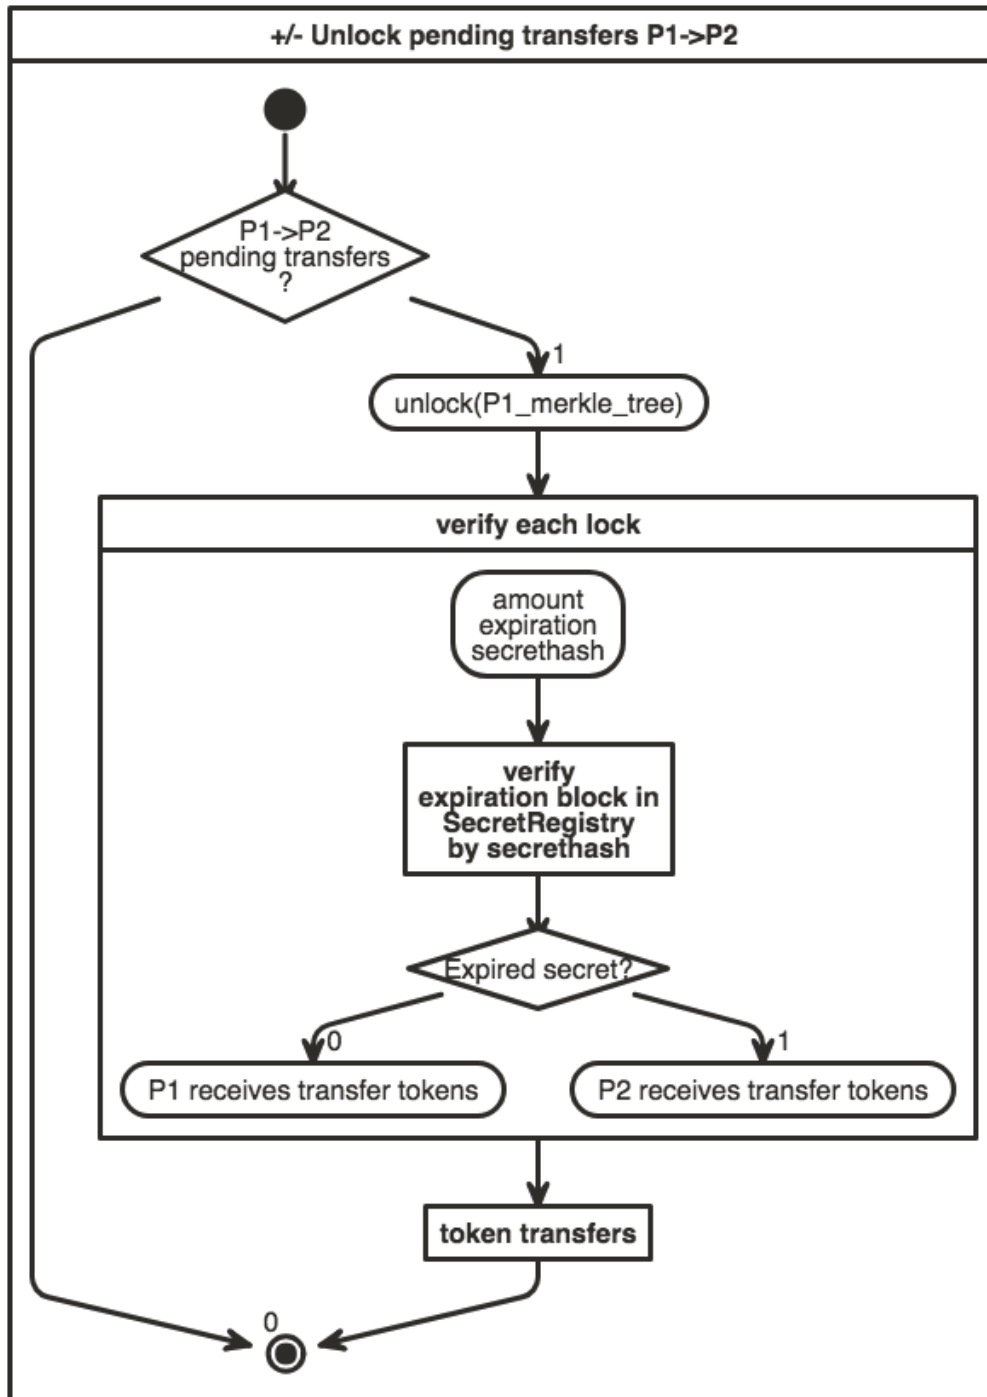 +/- Unlock pending transfers P1->P2
P1->P2
pending transfers
?
1
unlock(P1_merkle_tree)
verify each lock
amount
expiration
secrethash
verify
expiration block in
SecretRegistry
by secrethash
Expired secret?
0
1
P1 receives transfer tokens
P2 receives transfer tokens
token transfers
0